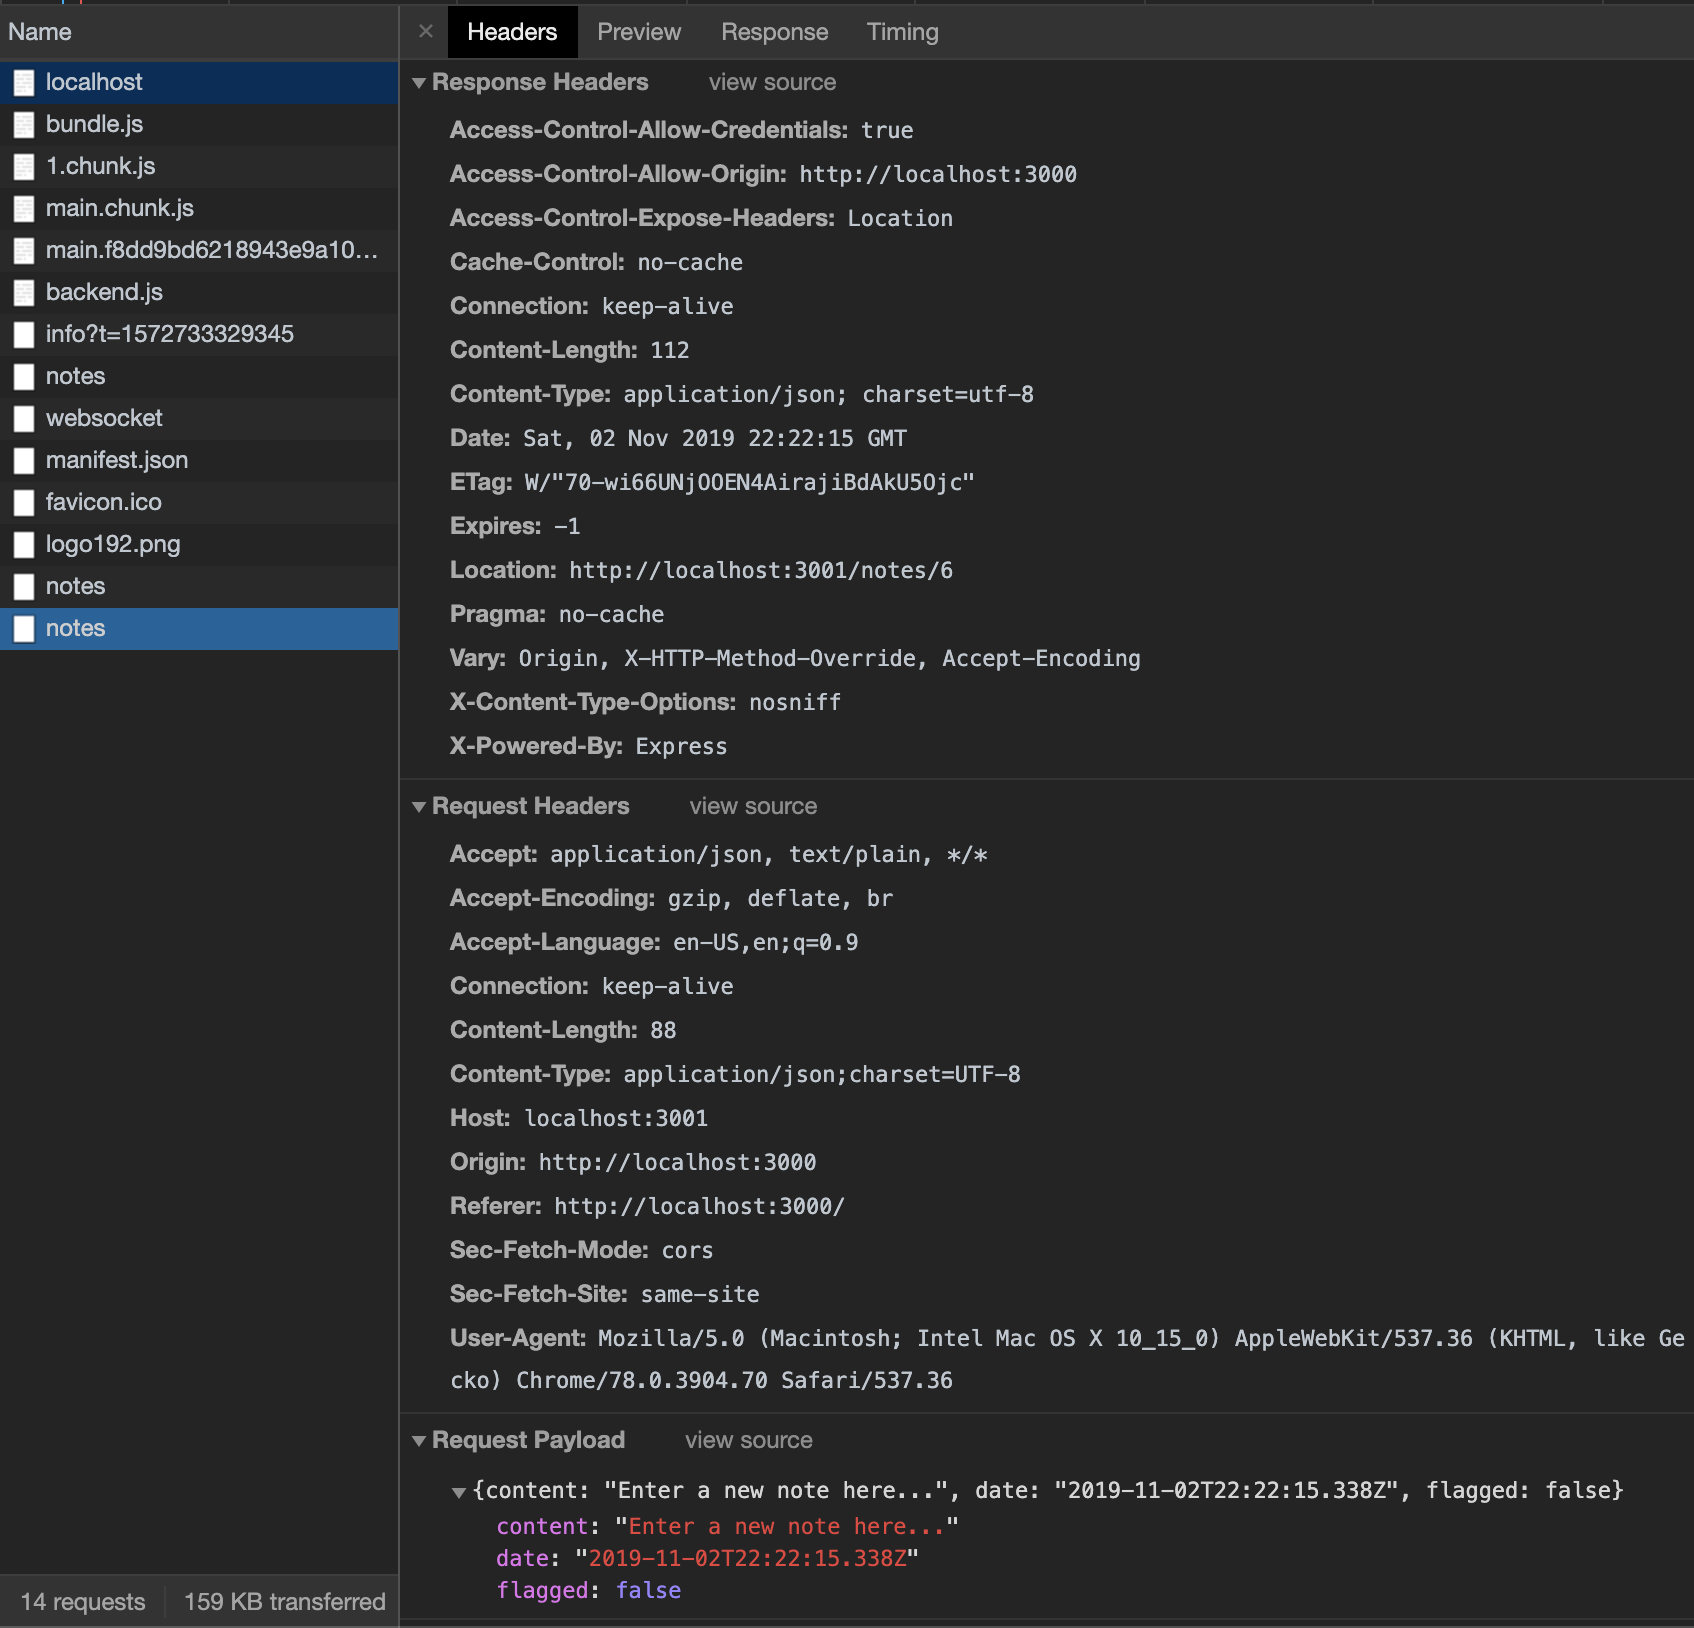 Name
localhost
bundle.js
1.chunk.js
main.chunk.js
main.f8dd9bd6218943e9a10...
backend.js
info?t=1572733329345
notes
websocket
manifest.json
favicon.ico
logo192.png
notes
notes
14 requests 159 KB transferred
× Headers Preview Response Timing
Response Headers view source
Access-Control-Allow-Credentials: true
Access-Control-Allow-Origin: http://localhost:3000
Access-Control-Expose-Headers: Location
Cache-Control: no-cache
Connection: keep-alive
Content-Length: 112
Content-Type: application/json; charset=utf-8
Date: Sat, 02 Nov 2019 22:22:15 GMT
ETag: W/"70-wi66UNjOOEN4AirajiBdAkU5Ojc"
Expires: -1
Location: http://localhost:3001/notes/6
Pragma: no-cache
Vary: Origin, X-HTTP-Method-Override, Accept-Encoding
X-Content-Type-Options: nosniff
X-Powered-By: Express
Request Headers view source
Accept: application/json, text/plain, */*
Accept-Encoding: gzip, deflate, br
Accept-Language: en-US,en;q=0.9
Connection: keep-alive
Content-Length: 88
Content-Type: application/json;charset=UTF-8
Host: localhost:3001
Origin: http://localhost:3000
Referer: http://localhost:3000/
Sec-Fetch-Mode: cors
Sec-Fetch-Site: same-site
User-Agent: Mozilla/5.0 (Macintosh; Intel Mac OS X 10_15_0) AppleWebKit/537.36 (KHTML, like Ge
cko) Chrome/78.0.3904.70 Safari/537.36
Request Payload view source
{content: "Enter a new note here...", date: "2019-11-02T22:22:15.338Z", flagged: false}
content: "Enter a new note here..."
date: "2019-11-02T22:22:15.338Z"
flagged: false